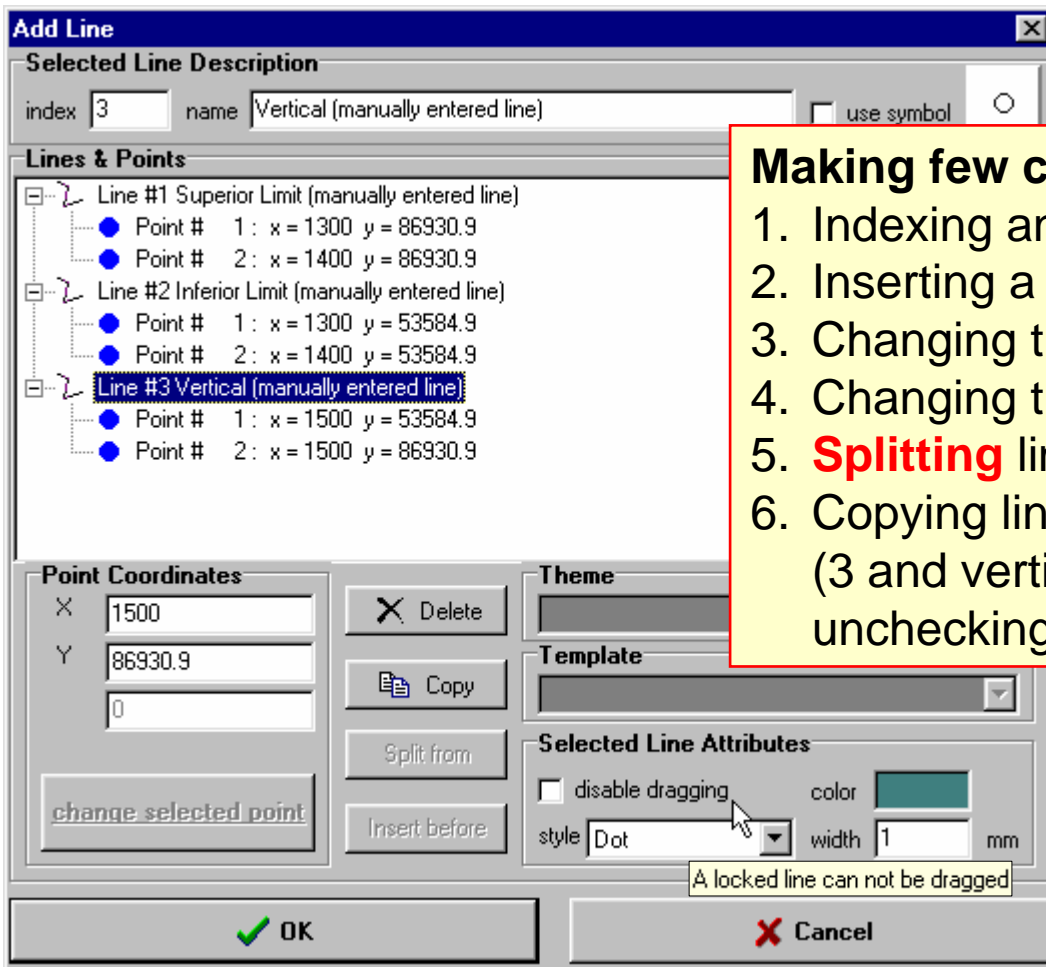 Add Line
Selected Line Description
index 3 name Vertical (manually entered line) use symbol
Lines & Points
Line #1 Superior Limit (manually entered line)
Point # 1 : x = 1300 y = 86930.9
Point # 2 : x = 1400 y = 86930.9
Line #2 Inferior Limit (manually entered line)
Point # 1 : x = 1300 y = 53584.9
Point # 2 : x = 1400 y = 53584.9
Line #3 Vertical (manually entered line)
Point # 1 : x = 1500 y = 53584.9
Point # 2 : x = 1500 y = 86930.9
Making few c
1. Indexing an
2. Inserting a
3. Changing t
4. Changing t
5. Splitting lin
6. Copying lin
(3 and verti
unchecking
Point Coordinates
X 1500
Y 86930.9
0
change selected point
Delete
Copy
Split from
Insert before
Theme
Template
Selected Line Attributes
disable dragging color
style Dot width 1 mm
A locked line can not be dragged
OK
Cancel